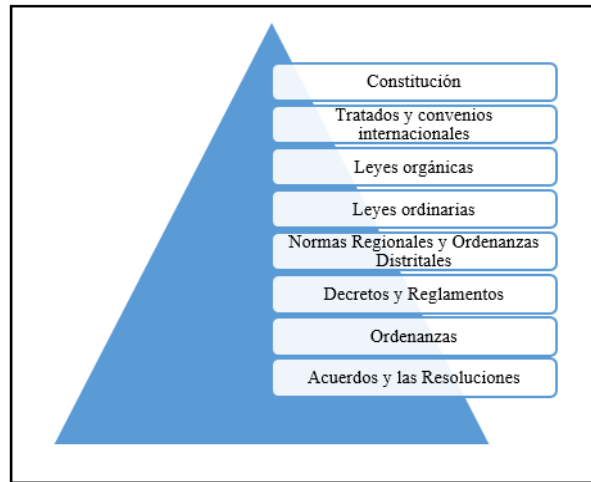 Constitución
Tratados y convenios
internacionales
Leyes orgánicas
Leyes ordinarias
Normas Regionales y Ordenanzas
Distritales
Decretos y Reglamentos
Ordenanzas
Acuerdos y las Resoluciones